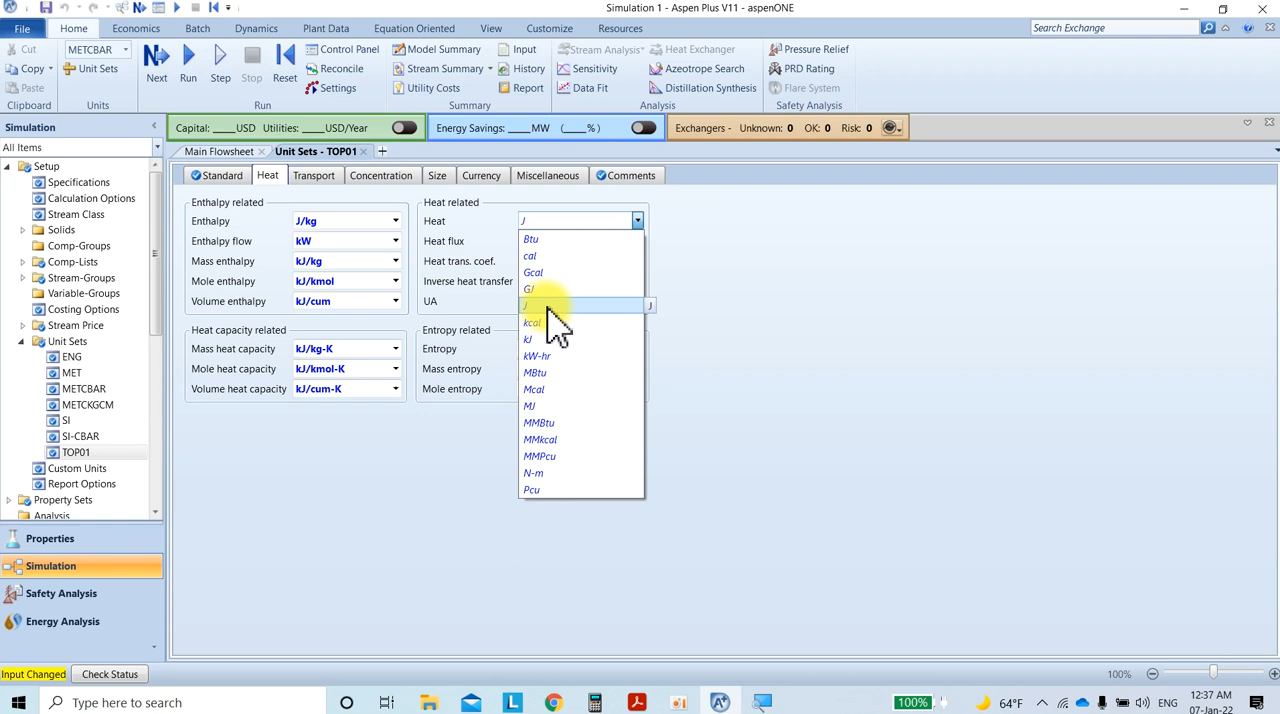 Simulation 1 - Aspen Plus V11 - aspenONE
File Home Economics Batch Dynamics Plant Data Equation Oriented View Customize Resources Search Exchange
Cut METCBAR Control Panel Model Summary Input Stream Analysis Heat Exchanger Pressure Relief
Copy Unit Sets Next Run Step Stop Reset Reconcile Stream Summary History Sensitivity Azeotrope Search PRD Rating
Paste Settings Utility Costs Report Data Fit Distillation Synthesis Flare System
Clipboard Units Run Summary Analysis Safety Analysis
Simulation
Capital: ____USD Utilities: ____USD/Year Energy Savings: ____MW (____%) Exchangers - Unknown: 0 OK: 0 Risk: 0
All Items
Main Flowsheet Unit Sets - TOP01
Setup
Specifications
Calculation Options
Stream Class
Solids
Comp-Groups
Comp-Lists
Stream-Groups
Variable-Groups
Costing Options
Stream Price
Unit Sets
ENG
MET
METCBAR
METCKGCM
SI
SI-CBAR
TOP01
Custom Units
Report Options
Property Sets
Analysis
Properties
Simulation
Safety Analysis
Energy Analysis
Standard Heat Transport Concentration Size Currency Miscellaneous Comments
Enthalpy related
Enthalpy J/kg
Enthalpy flow kW
Mass enthalpy kJ/kg
Mole enthalpy kJ/kmol
Volume enthalpy kJ/cum
Heat capacity related
Mass heat capacity kJ/kg-K
Mole heat capacity kJ/kmol-K
Volume heat capacity kJ/cum-K
Heat related
Heat J
Heat flux
Heat trans. coef.
Inverse heat transfer
UA
Entropy related
Entropy
Mass entropy
Mole entropy
Btu
cal
Gcal
GJ
J J
kcal
kJ
kW-hr
MBtu
Mcal
MJ
MMBtu
MMkcal
MMPcu
N-m
Pcu
Input Changed Check Status 100%
Type here to search 100% 64°F ENG 12:37 AM
07-Jan-22